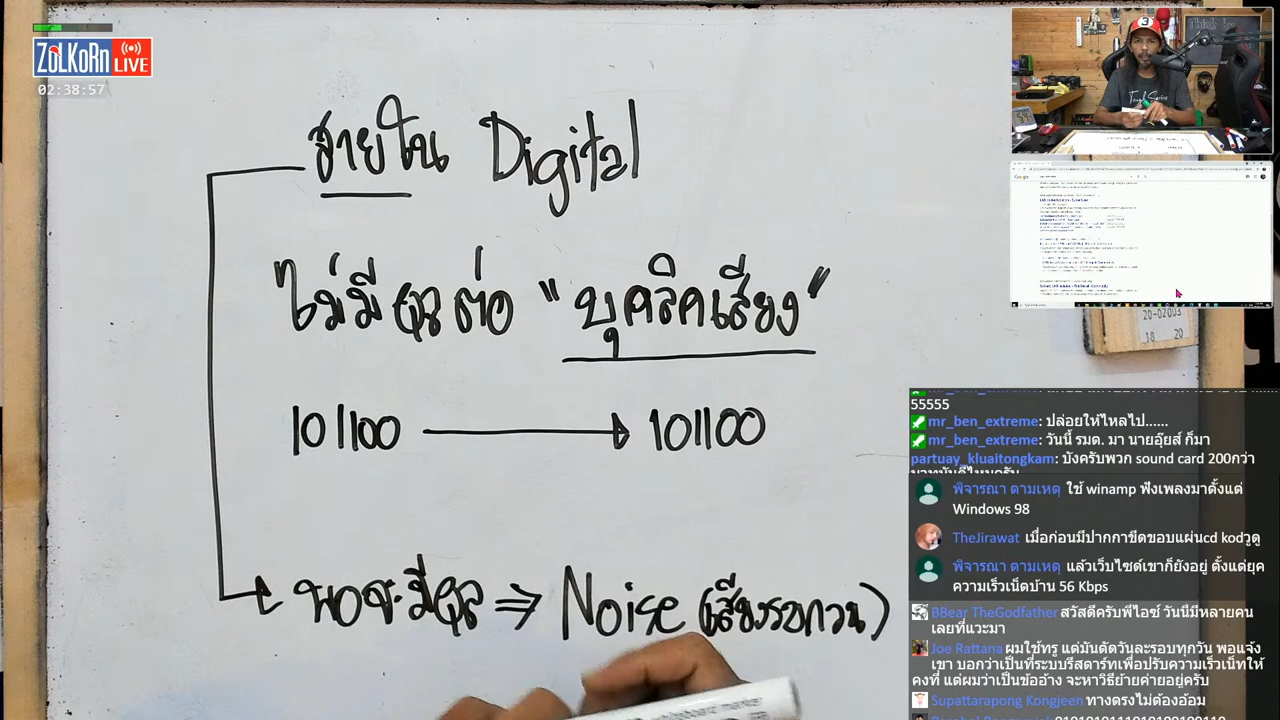 ZOLKORN LIVE
02:38:57
สายใน Digital
"ไม่มีผลต่อ "บุคลิคเสียง"
101100 → 101100
พอจะมีผล ⇒ Noise (เสียงรบกวน)
Google
20-02003
18 20
55555
mr_ben_extreme: ปล่อยให้ไหลไป......
mr_ben_extreme: วันนี้ รมต. มา นายอุ๊ยส์ ก็มา
partuay_kluaitongkam: บังครับพวก sound card 200กว่า
พิจารณา ตามเหตุ ใช้ winamp ฟังเพลงมาตั้งแต่
Windows 98
TheJirawat เมื่อก่อนมีปากกาขีดขอบแผ่นcd kodวูดู
พิจารณา ตามเหตุ แล้วเว็บไซต์เขาก็ยังอยู่ ตั้งแต่ยุค
ความเร็วเน็ตบ้าน 56 Kbps
BBear TheGodfather สวัสดีครับพี่ไอซ์ วันนี้มีหลายคน
เลยที่แวะมา
Joe Rattana ผมใช้ทรู แต่มันตัดวันละรอบทุกวัน พอแจ้ง
เขา บอกว่าเป็นที่ระบบรีสตาร์ทเพื่อปรับความเร็วเน็ทให้
คงที่ แต่ผมว่าเป็นข้ออ้าง จะหาวิธีย้ายค่ายอยู่ครับ
Supattarapong Kongjeen ทางตรงไม่ต้องอ้อม